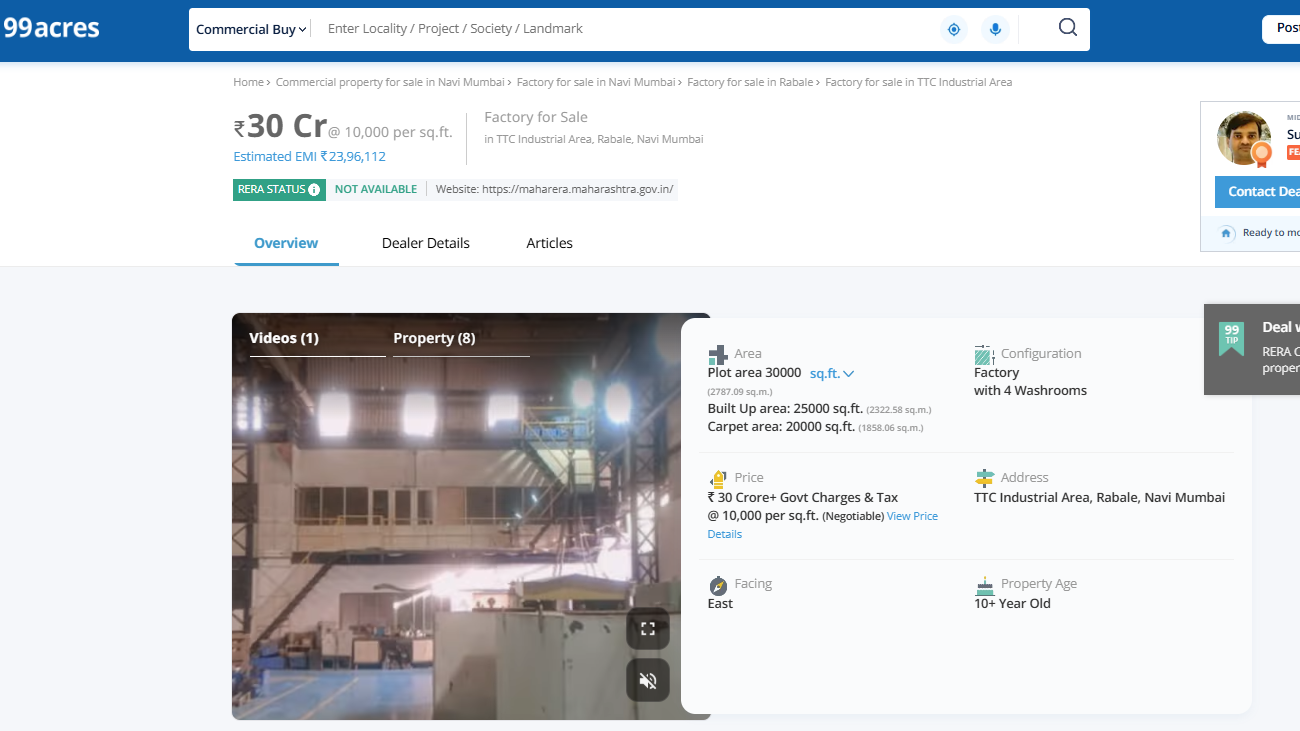 99acres
Commercial Buy
Enter Locality / Project / Society / Landmark
Post
Home › Commercial property for sale in Navi Mumbai › Factory for sale in Navi Mumbai › Factory for sale in Rabale › Factory for sale in TTC Industrial Area
₹30 Cr @ 10,000 per sq.ft.
Estimated EMI ₹23,96,112
Factory for Sale
in TTC Industrial Area, Rabale, Navi Mumbai
RERA STATUS NOT AVAILABLE Website: https://maharera.maharashtra.gov.in/
Su
Contact Dea
Ready to mo
Overview Dealer Details Articles
Videos (1) Property (8)
Area
Plot area 30000 sq.ft.
(2787.09 sq.m.)
Built Up area: 25000 sq.ft. (2322.58 sq.m.)
Carpet area: 20000 sq.ft. (1858.06 sq.m.)
Configuration
Factory
with 4 Washrooms
Price
₹ 30 Crore+ Govt Charges & Tax
@ 10,000 per sq.ft. (Negotiable) View Price
Details
Address
TTC Industrial Area, Rabale, Navi Mumbai
Facing
East
Property Age
10+ Year Old
99
TIP
Deal w
RERA C
proper